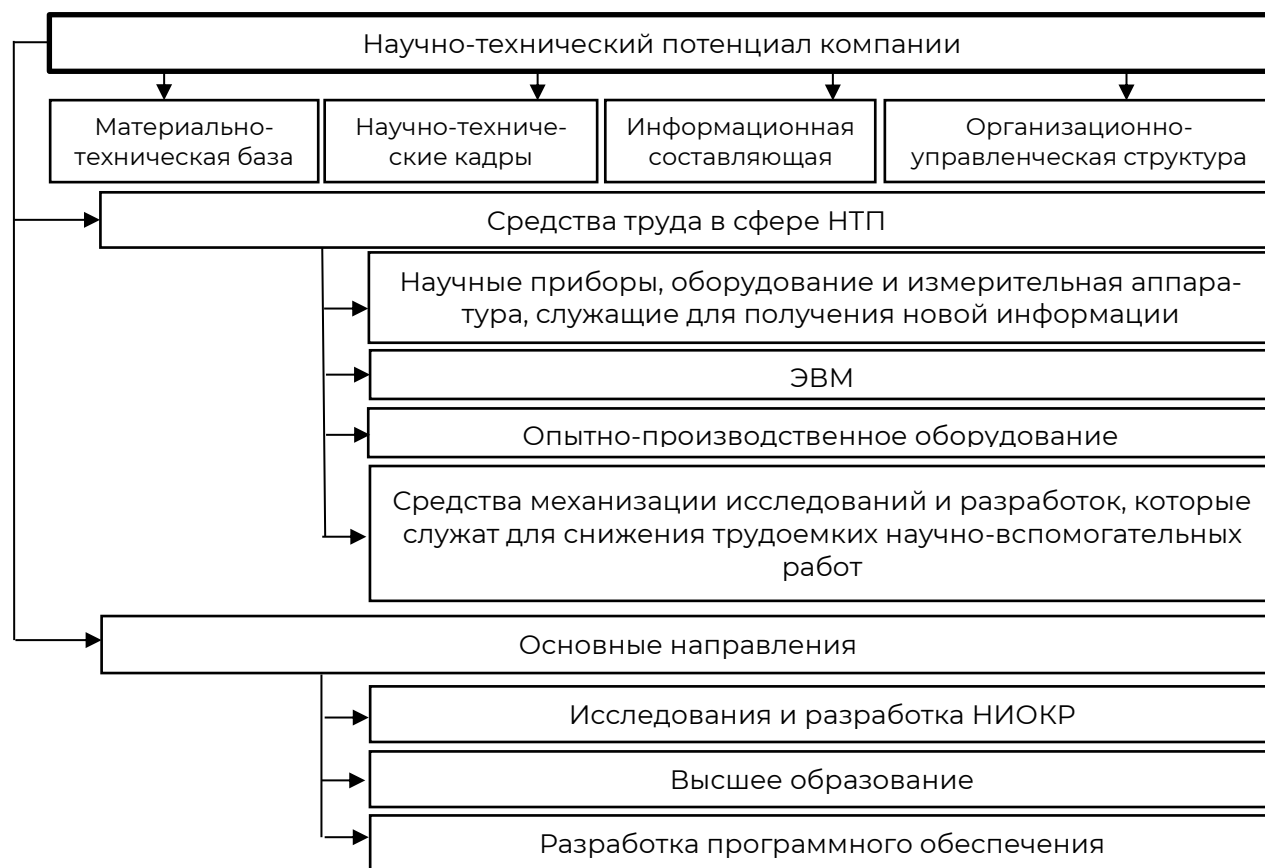 Научно-технический потенциал компании
Материально-
техническая база
Научно-техниче-
ские кадры
Информационная
составляющая
Организационно-
управленческая структура
Средства труда в сфере НТП
Научные приборы, оборудование и измерительная аппара-
тура, служащие для получения новой информации
ЭВМ
Опытно-производственное оборудование
Средства механизации исследований и разработок, которые
служат для снижения трудоемких научно-вспомогательных
работ
Основные направления
Исследования и разработка НИОКР
Высшее образование
Разработка программного обеспечения